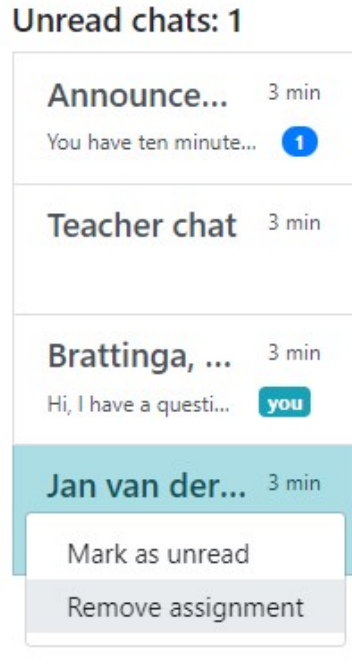 Unread chats: 1
Announce... 3 min
You have ten minute... 1
Teacher chat 3 min
Brattinga, ... 3 min
Hi, I have a questi... you
Jan van der... 3 min
Mark as unread
Remove assignment